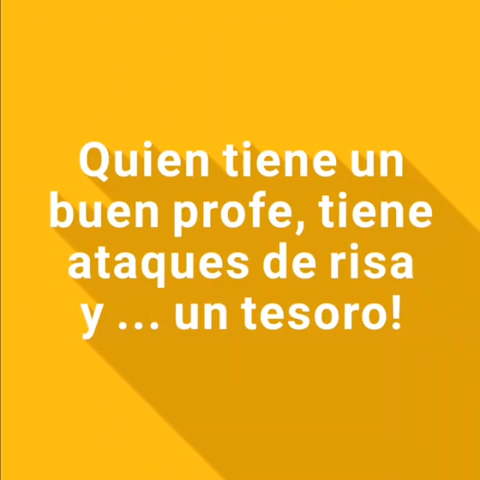 Quien tiene un
buen profe, tiene
ataques de risa
y ... un tesoro!